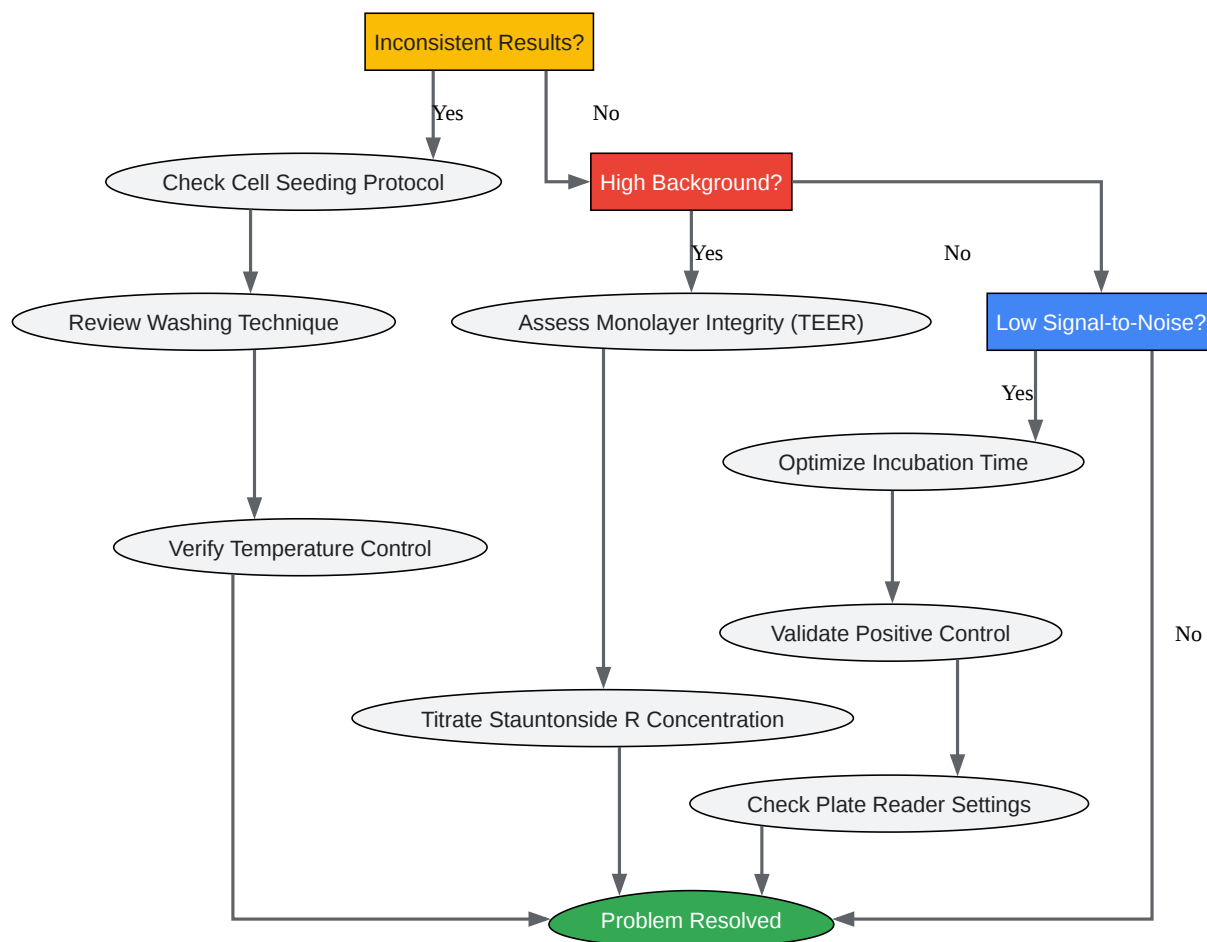 Inconsistent Results?
Yes
No
Check Cell Seeding Protocol
High Background?
Yes
No
Review Washing Technique
Assess Monolayer Integrity (TEER)
Low Signal-to-Noise?
Yes
Optimize Incubation Time
Verify Temperature Control
Validate Positive Control
No
Titrate Stauntonside R Concentration
Check Plate Reader Settings
Problem Resolved